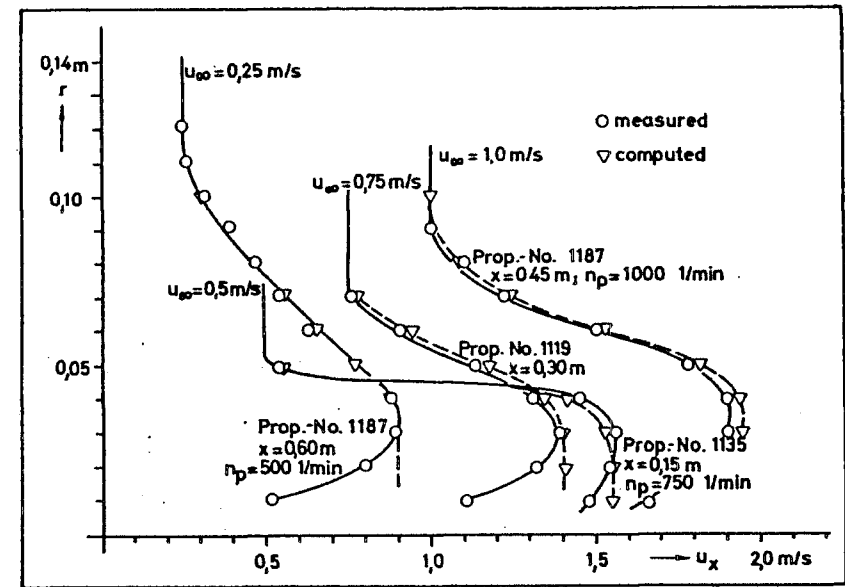 0,14m
r
0,10
0,05
u∞ = 0,25 m/s
u∞ = 0,75 m/s
u∞ = 1,0 m/s
u∞ = 0,5 m/s
○ measured
▽ computed
Prop.-No. 1187
x = 0.45 m, np = 1000 1/min
Prop. No. 1119
x = 0,30 m
Prop.-No. 1187
x = 0,60 m
np = 500 1/min
Prop.-No. 1135
x = 0,15 m
np = 750 1/min
0,5
1,0
1,5
→ ux
2,0 m/s